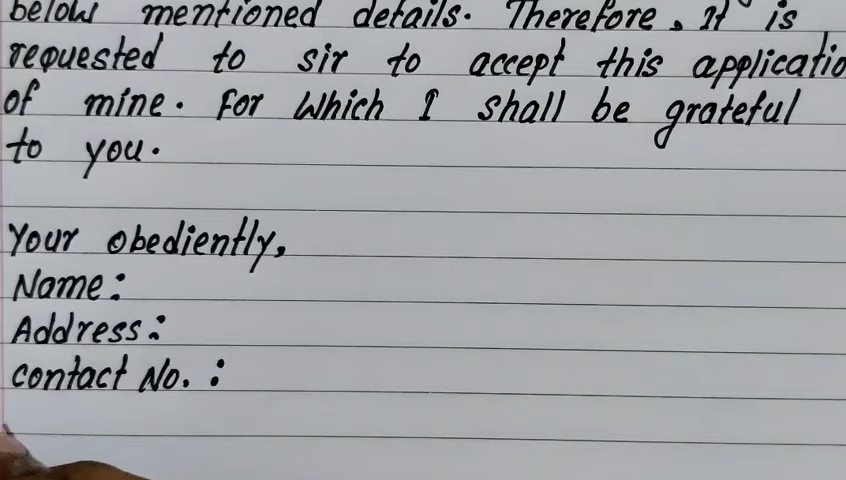 below mentioned details. Therefore, It is
requested to sir to accept this applicatio
of mine. For Which I shall be grateful
to you.
Your obediently,
Name:
Address:
contact No. :